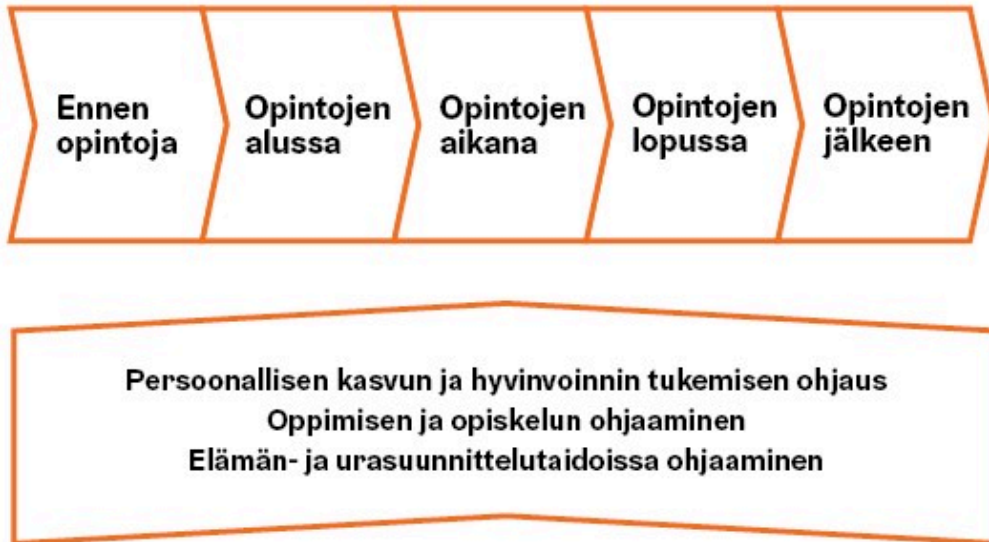 Ennen
opintoja
Opintojen
alussa
Opintojen
aikana
Opintojen
lopussa
Opintojen
jälkeen
Persoonallisen kasvun ja hyvinvoinnin tukemisen ohjaus
Oppimisen ja opiskelun ohjaaminen
Elämän- ja urasuunnittelutaidoissa ohjaaminen